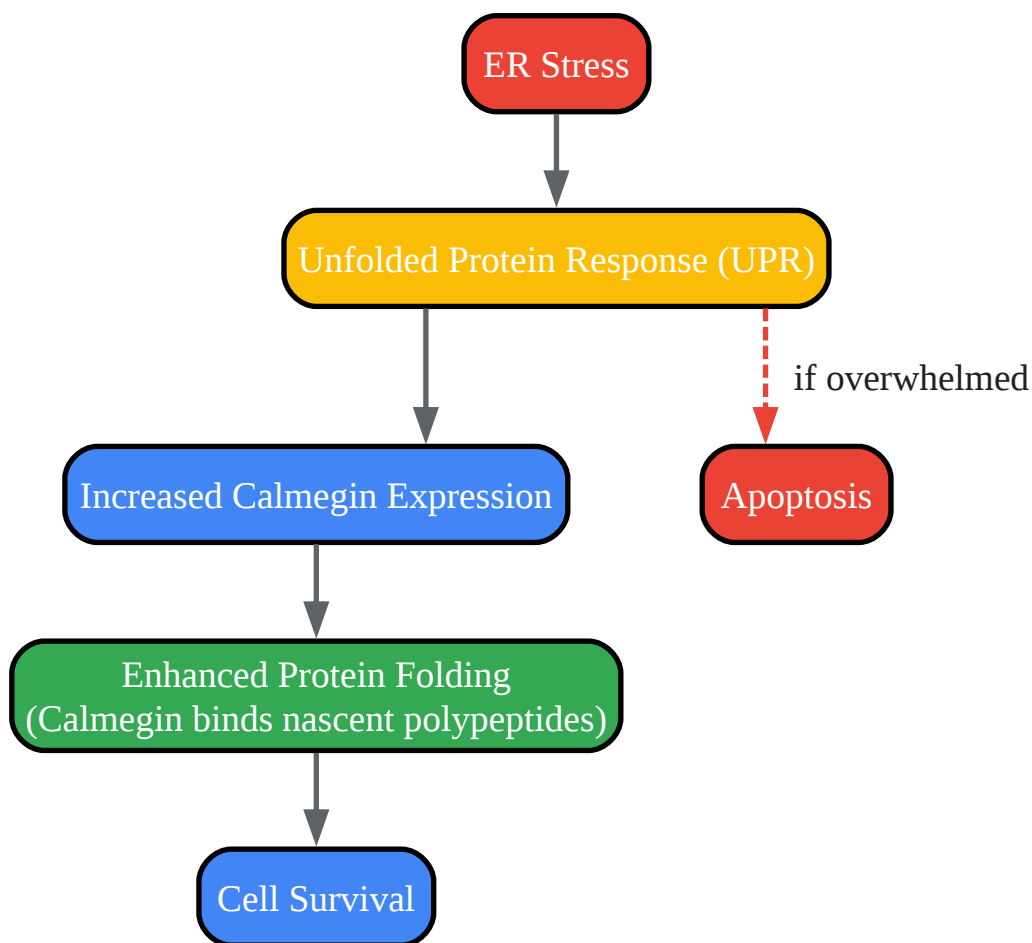 ER Stress
Unfolded Protein Response (UPR)
if overwhelmed
Increased Calmegin Expression
Apoptosis
Enhanced Protein Folding
(Calmegin binds nascent polypeptides)
Cell Survival